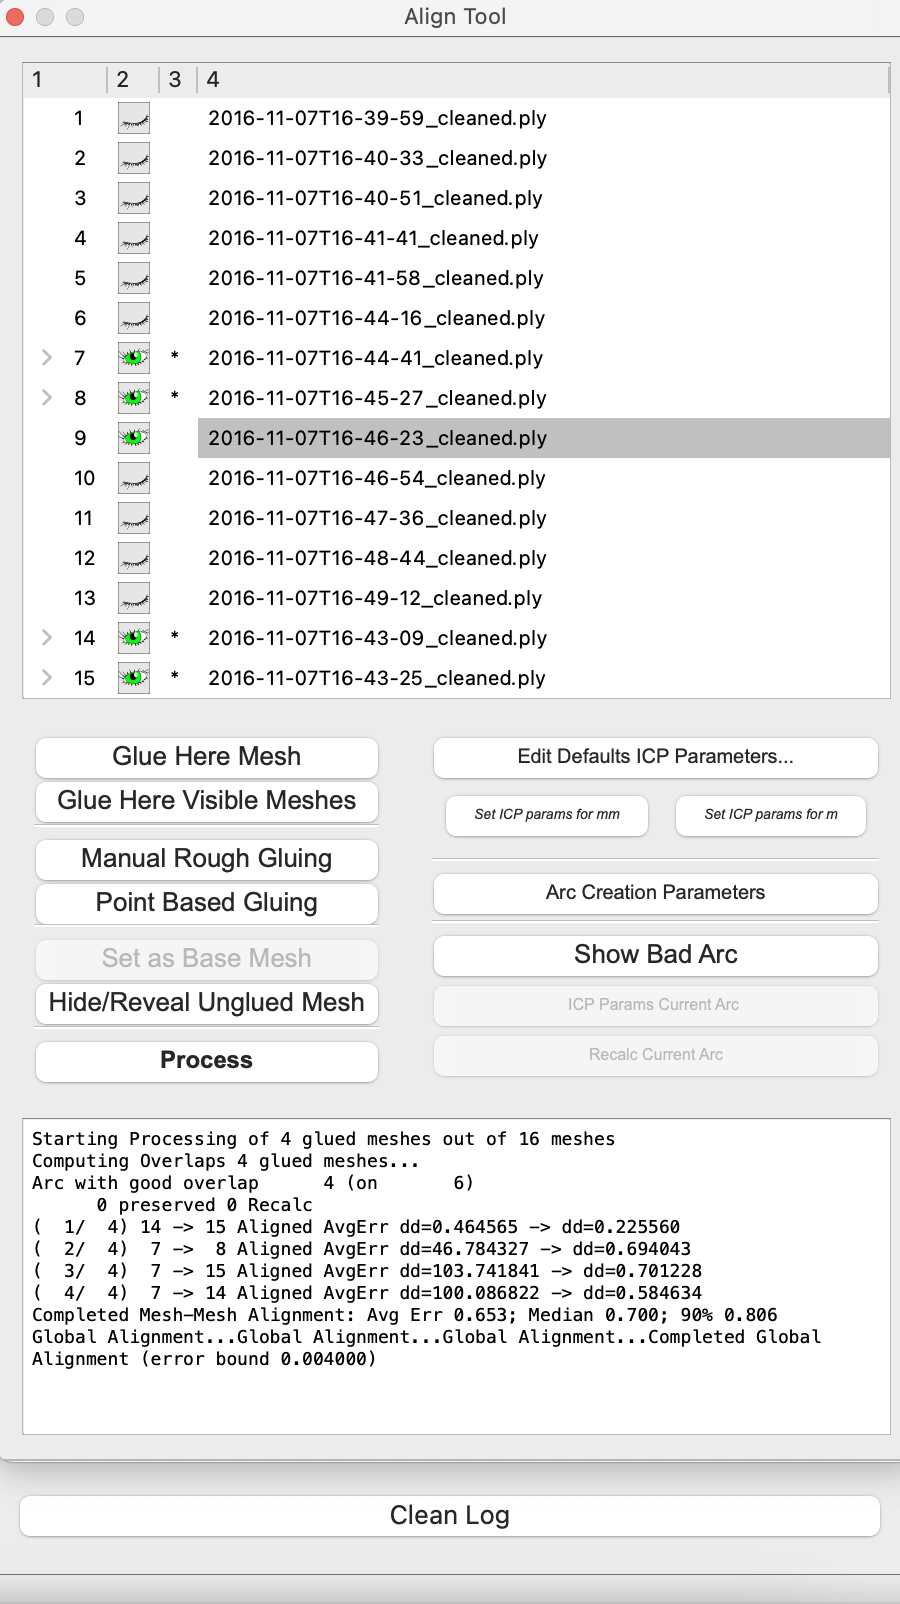 Align Tool
1 2 3 4
1 2016-11-07T16-39-59_cleaned.ply
2 2016-11-07T16-40-33_cleaned.ply
3 2016-11-07T16-40-51_cleaned.ply
4 2016-11-07T16-41-41_cleaned.ply
5 2016-11-07T16-41-58_cleaned.ply
6 2016-11-07T16-44-16_cleaned.ply
7 * 2016-11-07T16-44-41_cleaned.ply
8 * 2016-11-07T16-45-27_cleaned.ply
9 2016-11-07T16-46-23_cleaned.ply
10 2016-11-07T16-46-54_cleaned.ply
11 2016-11-07T16-47-36_cleaned.ply
12 2016-11-07T16-48-44_cleaned.ply
13 2016-11-07T16-49-12_cleaned.ply
14 * 2016-11-07T16-43-09_cleaned.ply
15 * 2016-11-07T16-43-25_cleaned.ply
Glue Here Mesh
Glue Here Visible Meshes
Manual Rough Gluing
Point Based Gluing
Set as Base Mesh
Hide/Reveal Unglued Mesh
Process
Edit Defaults ICP Parameters...
Set ICP params for mm
Set ICP params for m
Arc Creation Parameters
Show Bad Arc
ICP Params Current Arc
Recalc Current Arc
Starting Processing of 4 glued meshes out of 16 meshes
Computing Overlaps 4 glued meshes...
Arc with good overlap      4 (on       6)
      0 preserved 0 Recalc
(  1/  4) 14 -> 15 Aligned AvgErr dd=0.464565 -> dd=0.225560
(  2/  4)  7 ->  8 Aligned AvgErr dd=46.784327 -> dd=0.694043
(  3/  4)  7 -> 15 Aligned AvgErr dd=103.741841 -> dd=0.701228
(  4/  4)  7 -> 14 Aligned AvgErr dd=100.086822 -> dd=0.584634
Completed Mesh-Mesh Alignment: Avg Err 0.653; Median 0.700; 90% 0.806
Global Alignment...Global Alignment...Global Alignment...Completed Global
Alignment (error bound 0.004000)
Clean Log